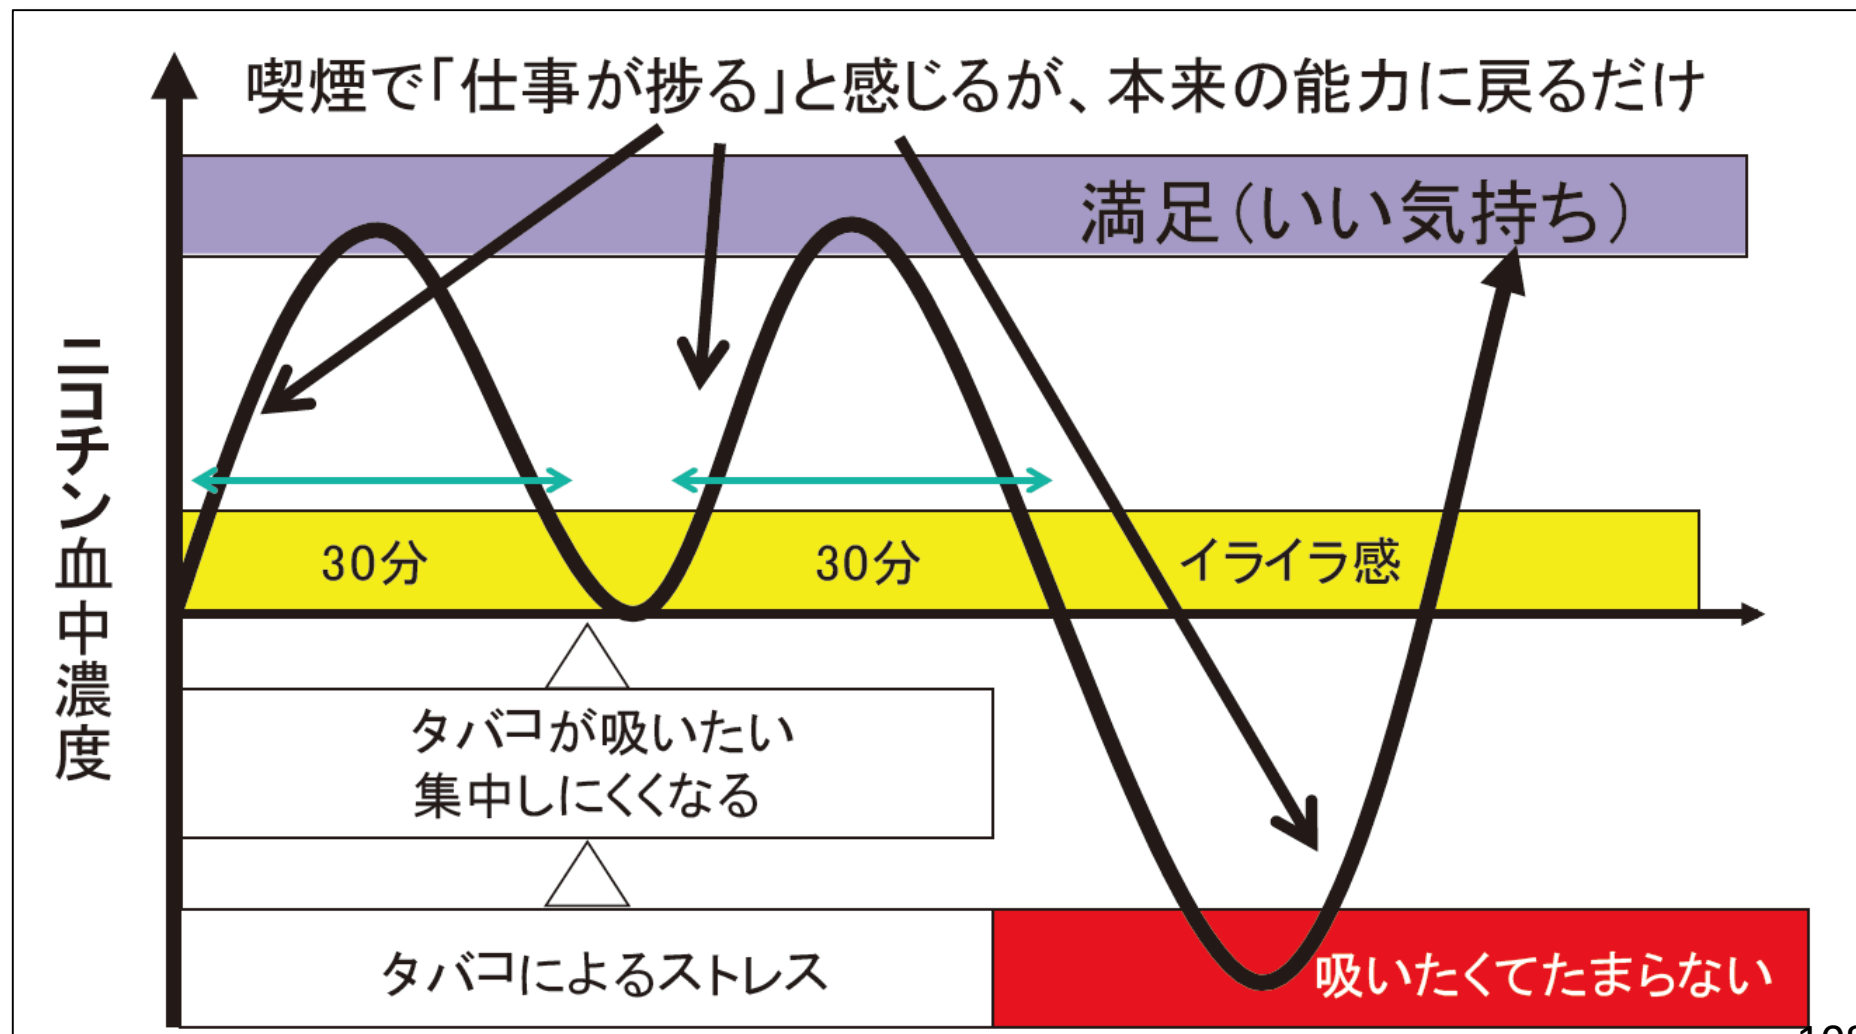 喫煙で「仕事が捗る」と感じるが、本来の能力に戻るだけ
満足(いい気持ち)
ニコチン血中濃度
30分
30分
イライラ感
タバコが吸いたい
集中しにくくなる
タバコによるストレス
吸いたくてたまらない